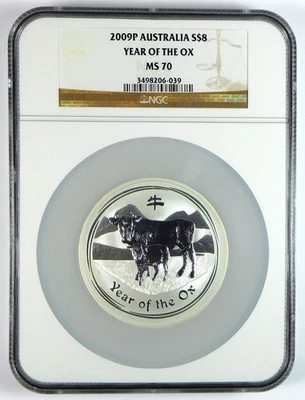 2009P AUSTRALIA S$8
YEAR OF THE OX
MS 70
3498206-039
NGC
牛
Year of the Ox